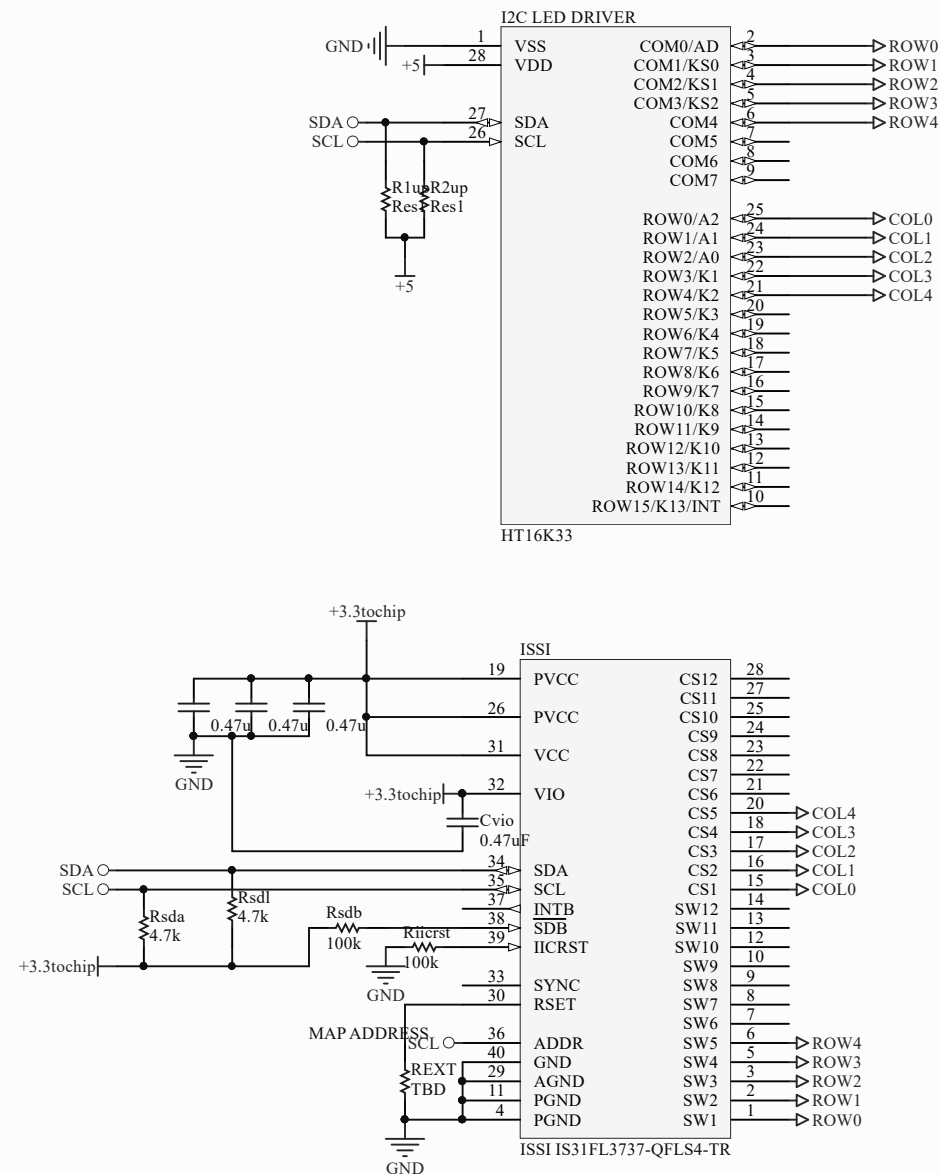 I2C LED DRIVER
GND 1 VSS COM0/AD 2 ROW0
+5 28 VDD COM1/KS0 3 ROW1
COM2/KS1 4 ROW2
COM3/KS2 5 ROW3
SDA 27 SDA COM4 6 ROW4
SCL 26 SCL COM5 7
COM6 8
COM7 9
R1up R2up
Res1 Res1
ROW0/A2 25 COL0
ROW1/A1 24 COL1
ROW2/A0 23 COL2
ROW3/K1 22 COL3
ROW4/K2 21 COL4
+5
ROW5/K3 20
ROW6/K4 19
ROW7/K5 18
ROW8/K6 17
ROW9/K7 16
ROW10/K8 15
ROW11/K9 14
ROW12/K10 13
ROW13/K11 12
ROW14/K12 11
ROW15/K13/INT 10
HT16K33
+3.3tochip
ISSI
19 PVCC CS12 28
CS11 27
0.47u 0.47u 0.47u 26 PVCC CS10 25
CS9 24
31 VCC CS8 23
GND CS7 22
+3.3tochip 32 VIO CS6 21
CS5 20 COL4
Cvio CS4 18 COL3
0.47uF CS3 17 COL2
SDA 34 SDA CS2 16 COL1
SCL 35 SCL CS1 15 COL0
37 INTB SW12 14
Rsda Rsdl Rsdb 38 SDB SW11 13
4.7k 4.7k 100k
Riicrst 39 IICRST SW10 12
100k
+3.3tochip SW9 10
GND 33 SYNC SW8 9
30 RSET SW7 8
MAP ADDRESS SW6 7
SCL 36 ADDR SW5 6 ROW4
40 GND SW4 5 ROW3
REXT 29 AGND SW3 3 ROW2
TBD 11 PGND SW2 2 ROW1
4 PGND SW1 1 ROW0
GND
ISSI IS31FL3737-QFLS4-TR